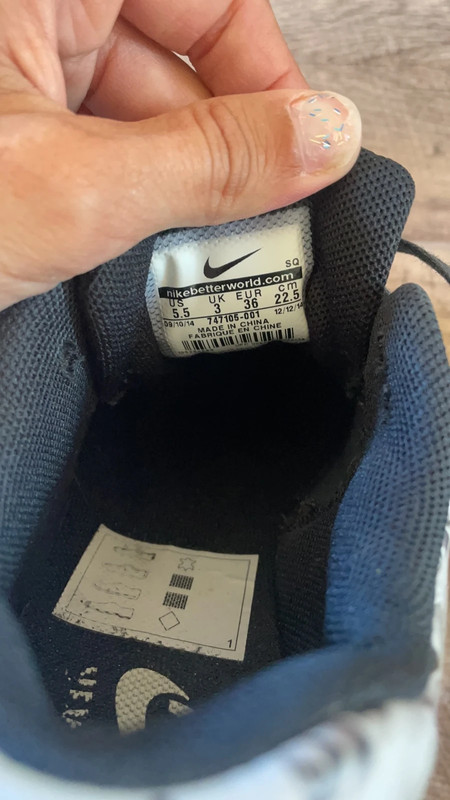 SQ
nikebetterworld.com
US UK EUR cm
5.5 3 36 22.5
09/10/14 747105-001 12/12/14
MADE IN CHINA
FABRIQUE EN CHINE
1